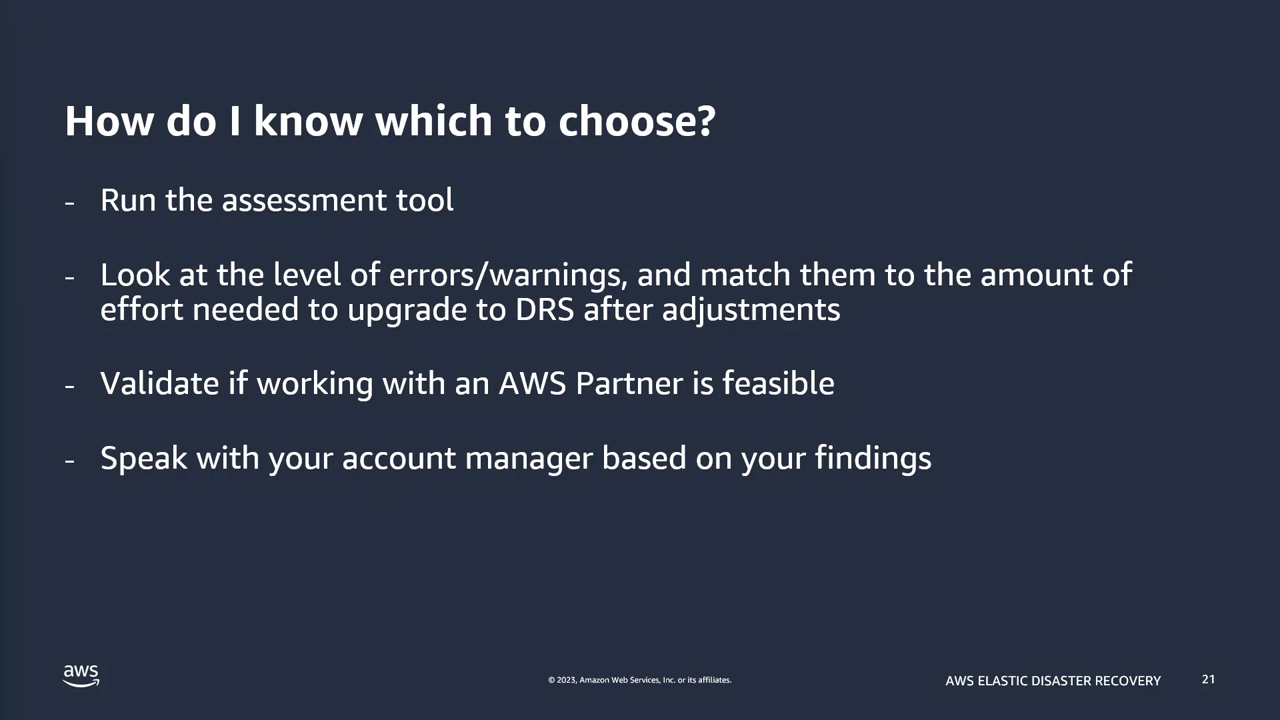 How do I know which to choose?
- Run the assessment tool
- Look at the level of errors/warnings, and match them to the amount of
effort needed to upgrade to DRS after adjustments
- Validate if working with an AWS Partner is feasible
- Speak with your account manager based on your findings
aws
© 2023, Amazon Web Services, Inc. or its affiliates.
AWS ELASTIC DISASTER RECOVERY
21